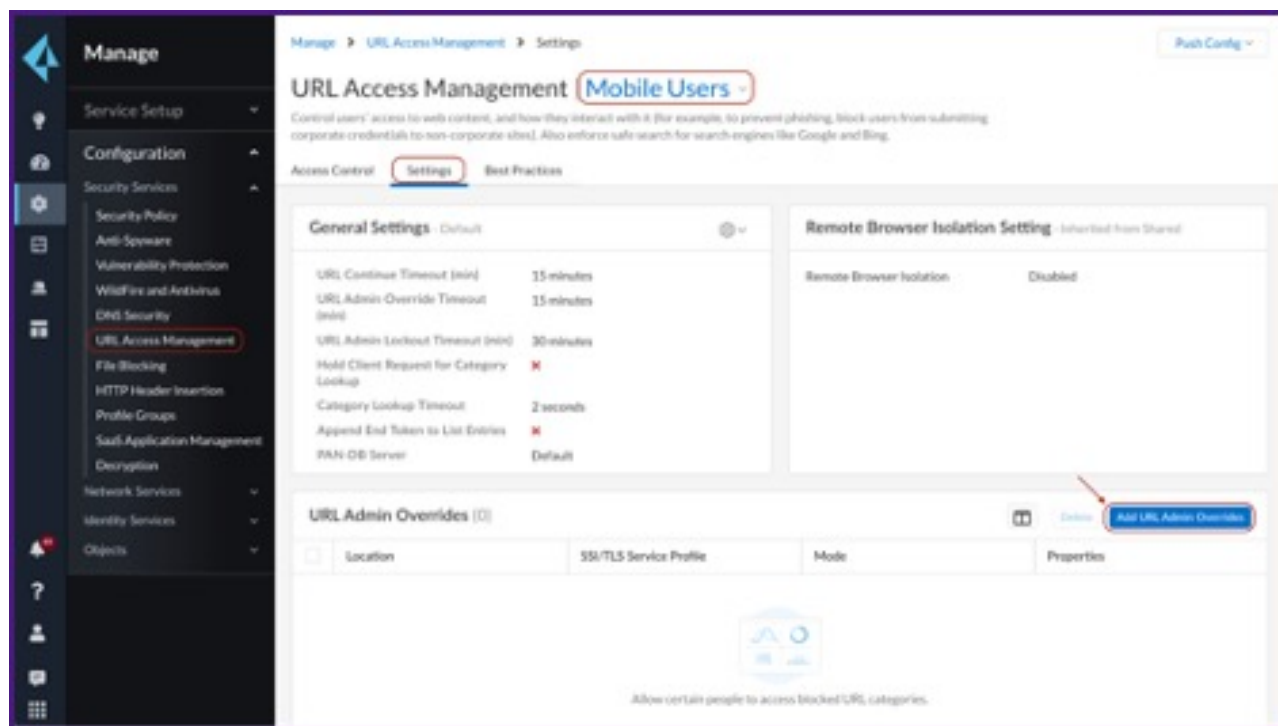 Manage > URL Access Management > Settings
Push Config
Manage
URL Access Management Mobile Users
Service Setup
Control users' access to web content, and how they interact with it (for example, to prevent phishing, block users from submitting
corporate credentials to non-corporate sites). Also enforce safe search for search engines like Google and Bing.
Configuration
Access Control Settings Best Practices
Security Services
Security Policy
Anti-Spyware
Vulnerability Protection
WildFire and Antivirus
DNS Security
URL Access Management
File Blocking
HTTP Header Insertion
Profile Groups
SaaS Application Management
Decryption
Network Services
Identity Services
Objects
General Settings - Default
URL Continue Timeout (min) 15 minutes
URL Admin Override Timeout 15 minutes
(min)
URL Admin Lockout Timeout (min) 30 minutes
Hold Client Request for Category
Lookup
Category Lookup Timeout 2 seconds
Append End Token to List Entries
PAN-DB Server Default
Remote Browser Isolation Setting - Inherited from Shared
Remote Browser Isolation Disabled
URL Admin Overrides (0)
Delete Add URL Admin Overrides
Location SSl/TLS Service Profile Mode Properties
Allow certain people to access blocked URL categories.